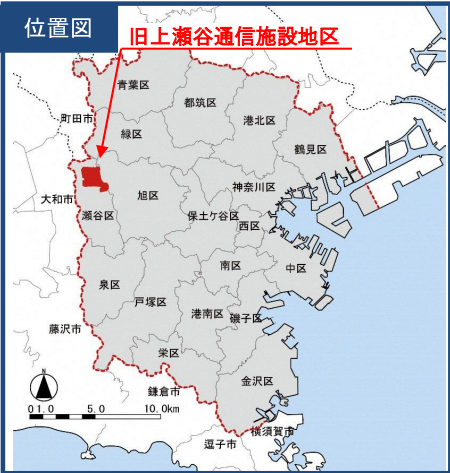 位置図
旧上瀬谷通信施設地区
青葉区
都筑区
町田市
港北区
緑区
鶴見区
神奈川区
大和市
旭区
保土ケ谷区
瀬谷区
西区
南区
中区
泉区
戸塚区
港南区
磯子区
藤沢市
栄区
金沢区
N
鎌倉市
0 1.0 5.0 10.0km
横須賀市
逗子市